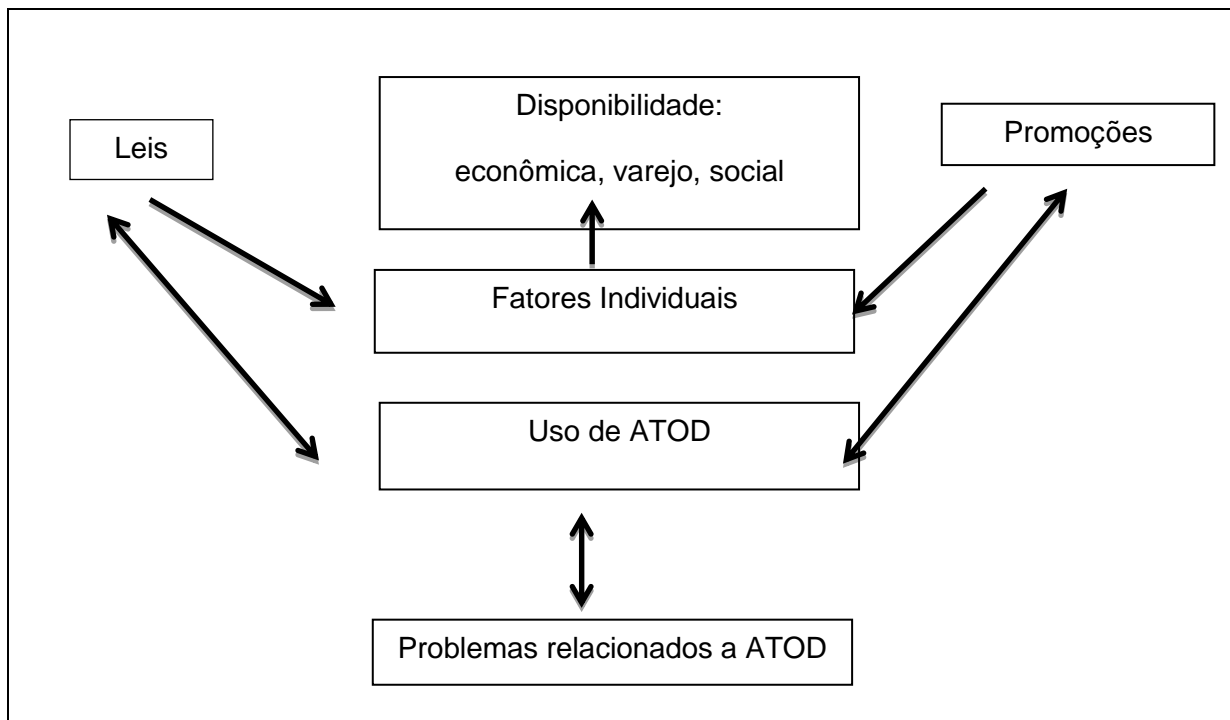 Disponibilidade:
econômica, varejo, social
Leis
Promoções
Fatores Individuais
Uso de ATOD
Problemas relacionados a ATOD